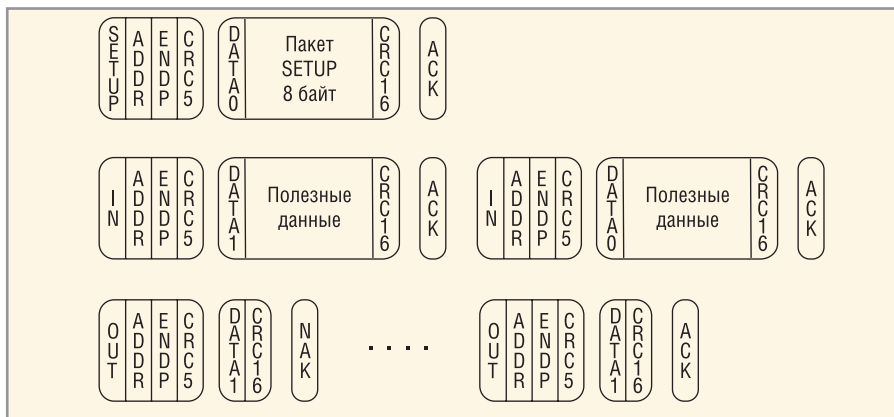 SETUP ADDR ENDP CRC5 DATA0 Пакет SETUP 8 байт CRC16 ACK
IN ADDR ENDP CRC5 DATA1 Полезные данные CRC16 ACK IN ADDR ENDP CRC5 DATA0 Полезные данные CRC16 ACK
OUT ADDR ENDP CRC5 DATA1 CRC16 NAK . . . . OUT ADDR ENDP CRC5 DATA1 CRC16 ACK